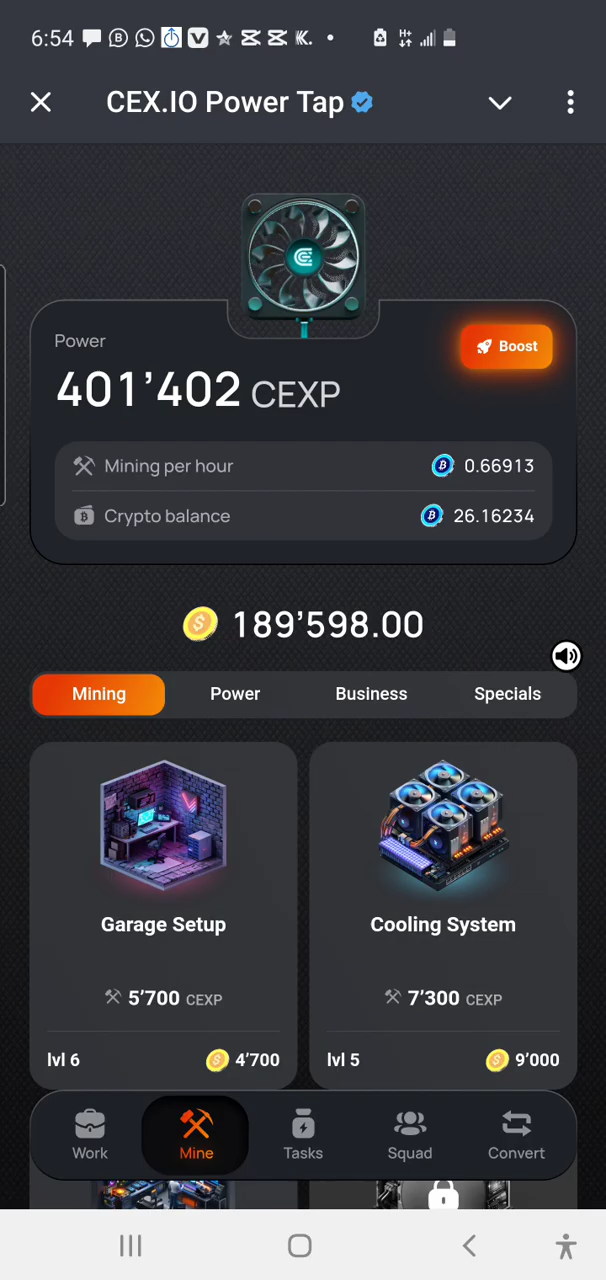 6:54
CEX.IO Power Tap
Power
Boost
401’402 CEXP
Mining per hour 0.66913
Crypto balance 26.16234
189’598.00
Mining Power Business Specials
Garage Setup Cooling System
5’700 CEXP 7’300 CEXP
lvl 6 4’700 lvl 5 9’000
Work Mine Tasks Squad Convert